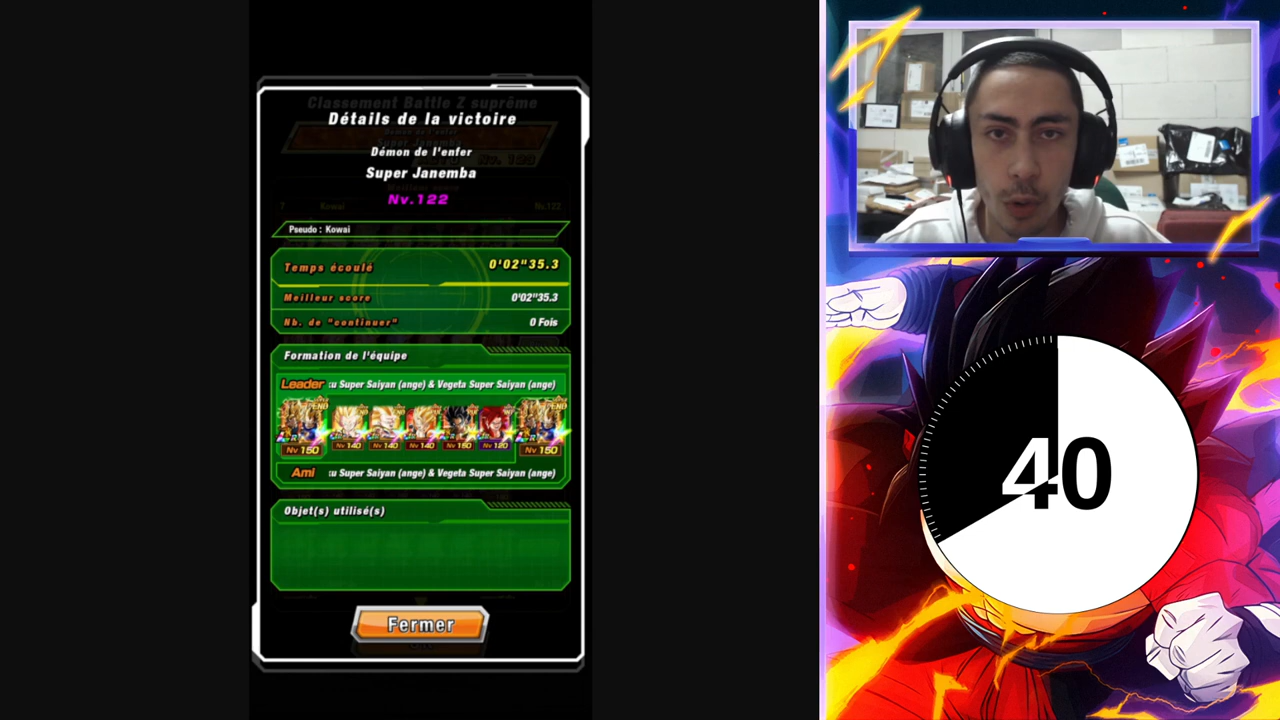 Classement Battle Z suprême
Détails de la victoire
Démon de l'enfer
Super Janemba
Nv.122
Pseudo : Kowai
Temps écoulé 0'02"35.3
Meilleur score 0'02"35.3
Nb. de "continuer" 0 Fois
Formation de l'équipe
Leader :u Super Saiyan (ange) & Vegeta Super Saiyan (ange)
Nv 150 Nv 140 Nv 140 Nv 140 Nv 150 Nv 120 Nv 150
Ami :u Super Saiyan (ange) & Vegeta Super Saiyan (ange)
Objet(s) utilisé(s)
Fermer
40